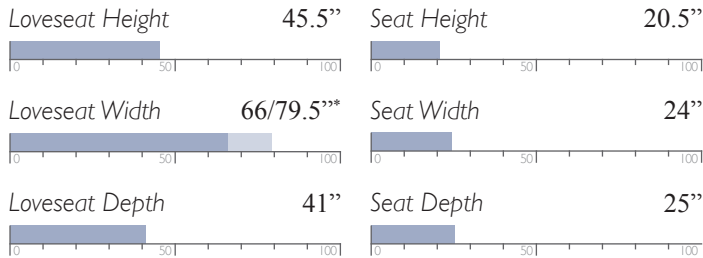 Loveseat Height 45.5” Seat Height 20.5”
0 50 100 0 50 100
Loveseat Width 66/79.5”* Seat Width 24”
0 50 100 0 50 100
Loveseat Depth 41” Seat Depth 25”
0 50 100 0 50 100